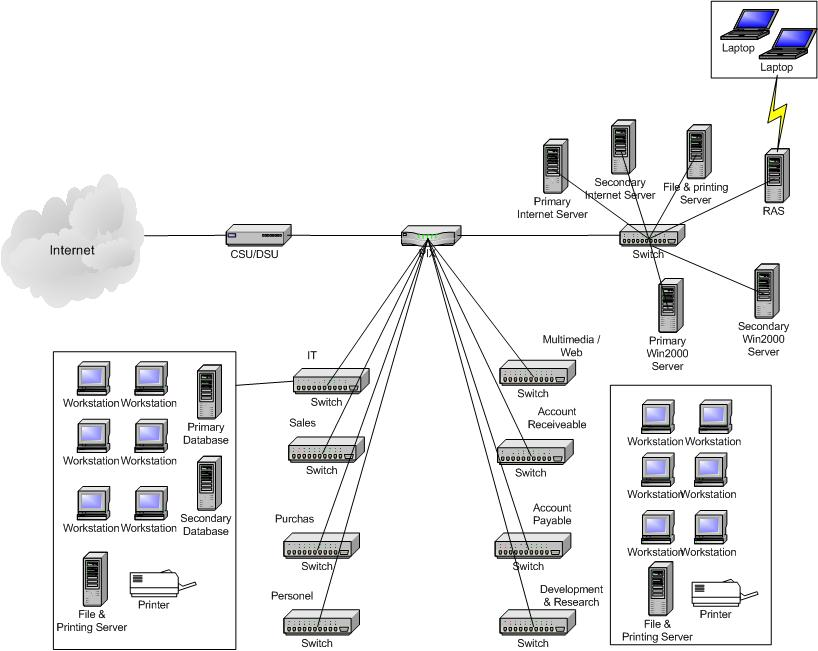 Laptop
Laptop
Primary
Internet Server
Secondary
Internet Server
File & printing
Server
RAS
Internet
CSU/DSU
PIX
Switch
Primary
Win2000
Server
Secondary
Win2000
Server
IT
Switch
Sales
Switch
Purchas
Switch
Personel
Switch
Multimedia /
Web
Switch
Account
Receiveable
Switch
Account
Payable
Switch
Development
& Research
Switch
Workstation
Workstation
Primary
Database
Workstation
Workstation
Secondary
Database
Workstation
Workstation
File &
Printing Server
Printer
Workstation
Workstation
Workstation
Workstation
Workstation
Workstation
File &
Printing Server
Printer